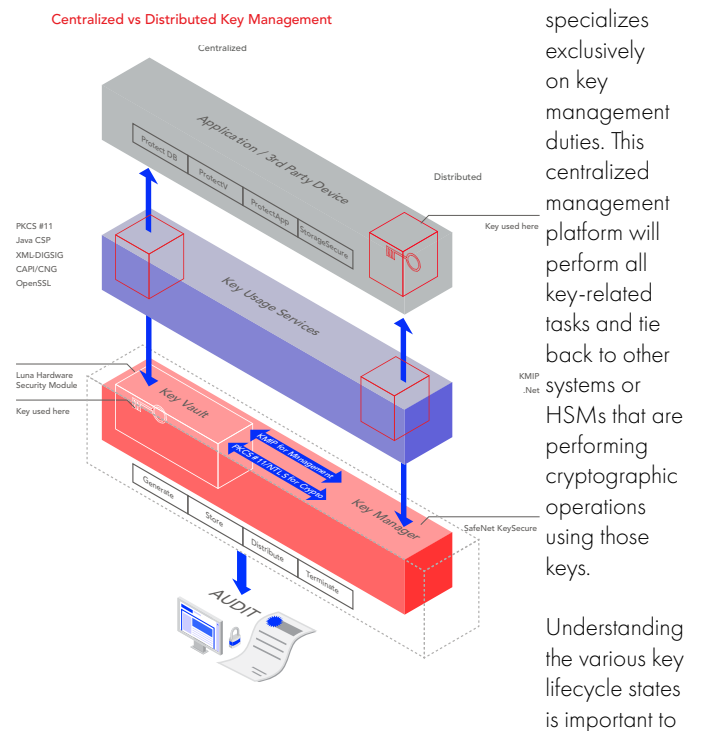 Centralized vs Distributed Key Management
Centralized
Application / 3rd Party Device
Protect DB
ProtectV
ProtectApp
StorageSecure
Distributed
Key used here
PKCS #11
Java CSP
XML-DIGSIG
CAPI/CNG
OpenSSL
Key Usage Services
KMIP
.Net
Luna Hardware
Security Module
Key used here
Key Vault
KMIP for Management
PKCS #11/NTLS for Crypto
Key Manager
SafeNet KeySecure
Generate
Store
Distribute
Terminate
AUDIT
specializes
exclusively
on key
management
duties. This
centralized
management
platform will
perform all
key-related
tasks and tie
back to other
systems or
HSMs that are
performing
cryptographic
operations
using those
keys.
Understanding
the various key
lifecycle states
is important to